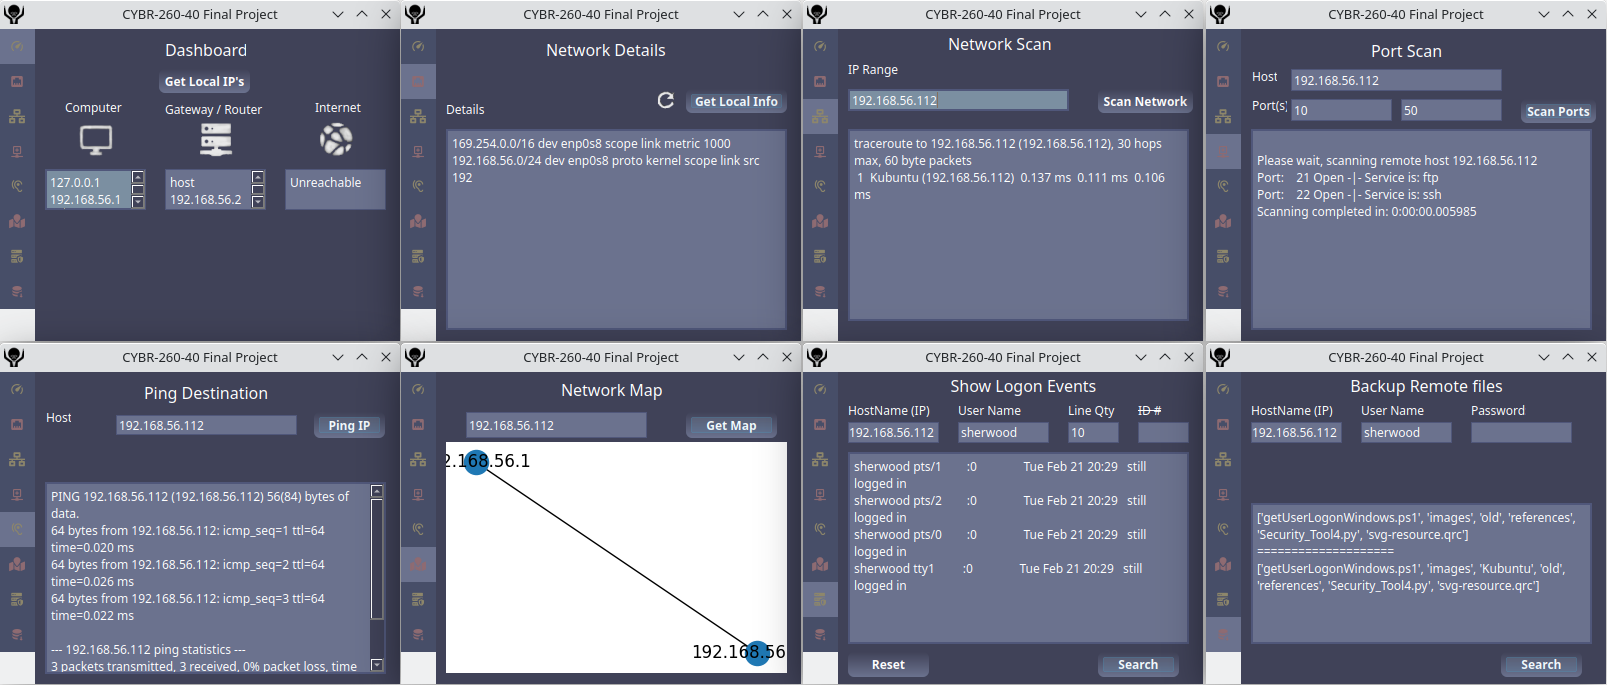 CYBR-260-40 Final Project
Dashboard
Get Local IP's
Computer
Gateway / Router
Internet
127.0.0.1
192.168.56.1
host
192.168.56.2
Unreachable
CYBR-260-40 Final Project
Network Details
Details
Get Local Info
169.254.0.0/16 dev enp0s8 scope link metric 1000
192.168.56.0/24 dev enp0s8 proto kernel scope link src
192
CYBR-260-40 Final Project
Network Scan
IP Range
192.168.56.112
Scan Network
traceroute to 192.168.56.112 (192.168.56.112), 30 hops
max, 60 byte packets
1 Kubuntu (192.168.56.112) 0.137 ms 0.111 ms 0.106
ms
CYBR-260-40 Final Project
Port Scan
Host
192.168.56.112
Port(s)
10
50
Scan Ports
Please wait, scanning remote host 192.168.56.112
Port: 21 Open -|- Service is: ftp
Port: 22 Open -|- Service is: ssh
Scanning completed in: 0:00:00.005985
CYBR-260-40 Final Project
Ping Destination
Host
192.168.56.112
Ping IP
PING 192.168.56.112 (192.168.56.112) 56(84) bytes of
data.
64 bytes from 192.168.56.112: icmp_seq=1 ttl=64
time=0.020 ms
64 bytes from 192.168.56.112: icmp_seq=2 ttl=64
time=0.026 ms
64 bytes from 192.168.56.112: icmp_seq=3 ttl=64
time=0.022 ms
--- 192.168.56.112 ping statistics ---
3 packets transmitted, 3 received, 0% packet loss, time
CYBR-260-40 Final Project
Network Map
192.168.56.112
Get Map
2.168.56.1
192.168.56
CYBR-260-40 Final Project
Show Logon Events
HostName (IP)
User Name
Line Qty
ID #
192.168.56.112
sherwood
10
sherwood pts/1 :0 Tue Feb 21 20:29 still
logged in
sherwood pts/2 :0 Tue Feb 21 20:29 still
logged in
sherwood pts/0 :0 Tue Feb 21 20:29 still
logged in
sherwood tty1 :0 Tue Feb 21 20:29 still
logged in
Reset
Search
CYBR-260-40 Final Project
Backup Remote files
HostName (IP)
User Name
Password
192.168.56.112
sherwood
['getUserLogonWindows.ps1', 'images', 'old', 'references',
'Security_Tool4.py', 'svg-resource.qrc']
====================
['getUserLogonWindows.ps1', 'images', 'Kubuntu', 'old',
'references', 'Security_Tool4.py', 'svg-resource.qrc']
Search